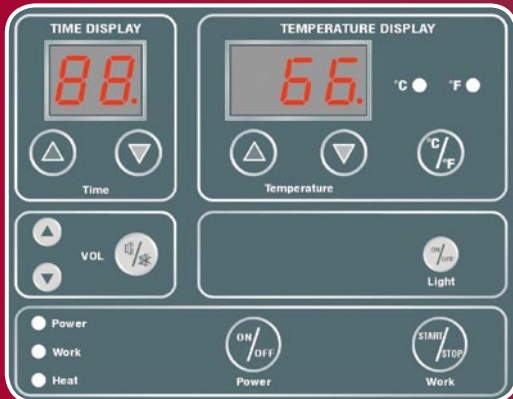 TIME DISPLAY
88.
Time
TEMPERATURE DISPLAY
66.
°C °F
°C/°F
Temperature
VOL
ON/OFF
Light
Power
Work
Heat
ON/OFF
Power
START/STOP
Work